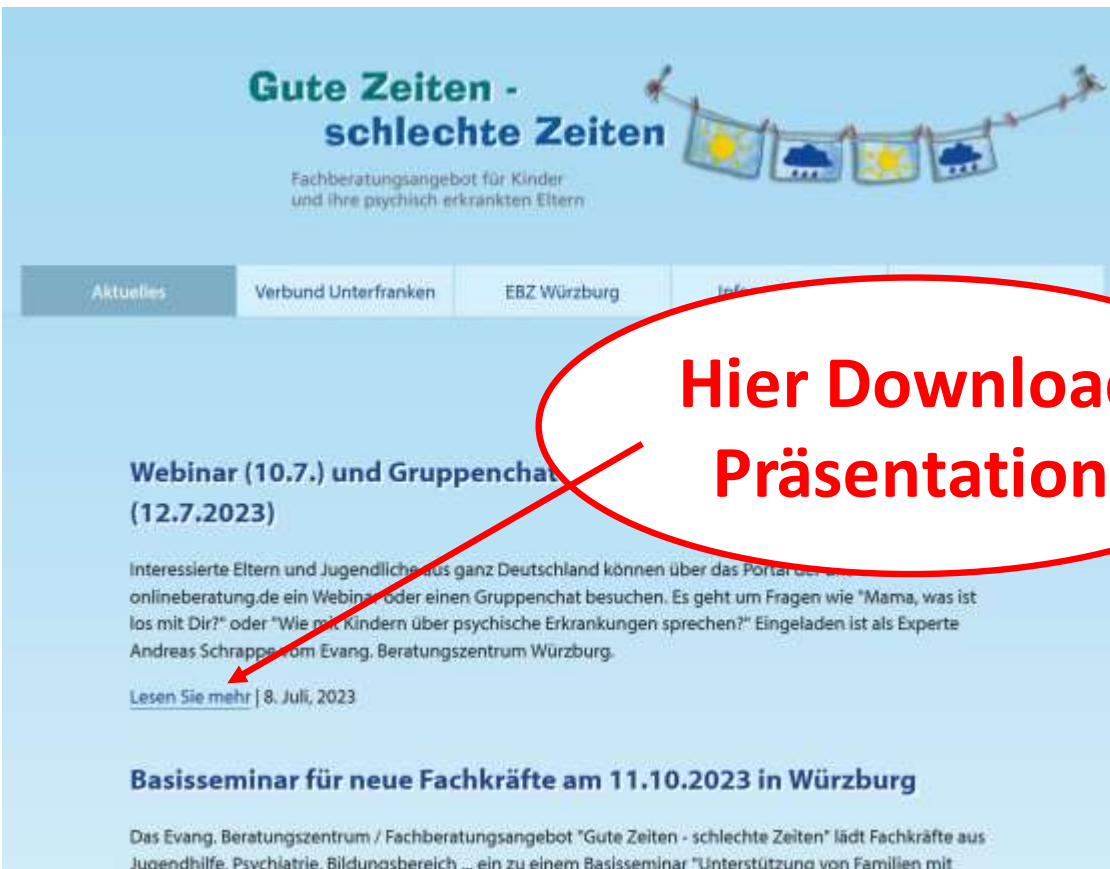 Gute Zeiten -
schlechte Zeiten
Fachberatungsangebot für Kinder
und ihre psychisch erkrankten Eltern
Aktuelles
Verbund Unterfranken
EBZ Würzburg
Hier Download
Präsentation
Webinar (10.7.) und Gruppenchat
(12.7.2023)
Interessierte Eltern und Jugendliche aus ganz Deutschland können über das Portal der
onlineberatung.de ein Webinar oder einen Gruppenchat besuchen. Es geht um Fragen wie "Mama, was ist
los mit Dir?" oder "Wie mit Kindern über psychische Erkrankungen sprechen?" Eingeladen ist als Experte
Andreas Schrappe vom Evang. Beratungszentrum Würzburg.
Lesen Sie mehr | 8. Juli, 2023
Basisseminar für neue Fachkräfte am 11.10.2023 in Würzburg
Das Evang. Beratungszentrum / Fachberatungsangebot "Gute Zeiten - schlechte Zeiten" lädt Fachkräfte aus
Jugendhilfe, Psychiatrie, Bildungsbereich ... ein zu einem Basisseminar "Unterstützung von Familien mit